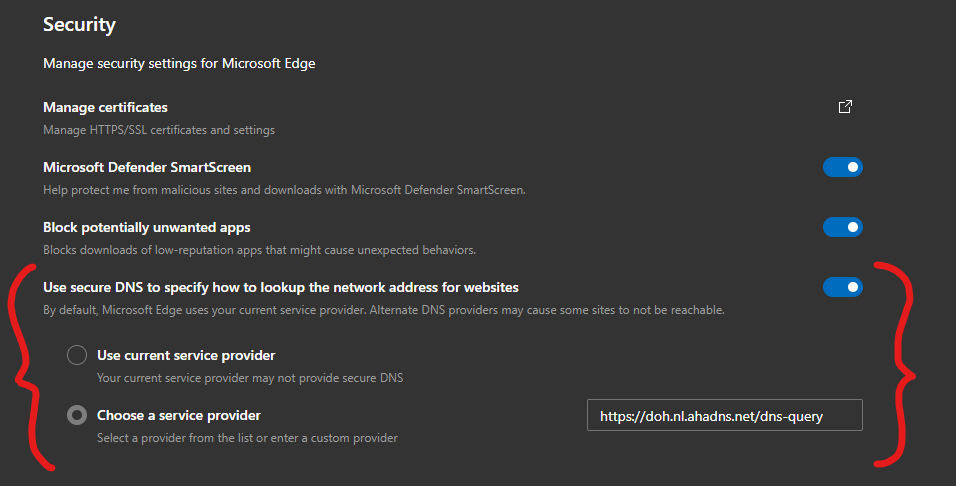 Security
Manage security settings for Microsoft Edge
Manage certificates
Manage HTTPS/SSL certificates and settings
Microsoft Defender SmartScreen
Help protect me from malicious sites and downloads with Microsoft Defender SmartScreen.
Block potentially unwanted apps
Blocks downloads of low-reputation apps that might cause unexpected behaviors.
Use secure DNS to specify how to lookup the network address for websites
By default, Microsoft Edge uses your current service provider. Alternate DNS providers may cause some sites to not be reachable.
Use current service provider
Your current service provider may not provide secure DNS
Choose a service provider
https://doh.nl.ahadns.net/dns-query
Select a provider from the list or enter a custom provider